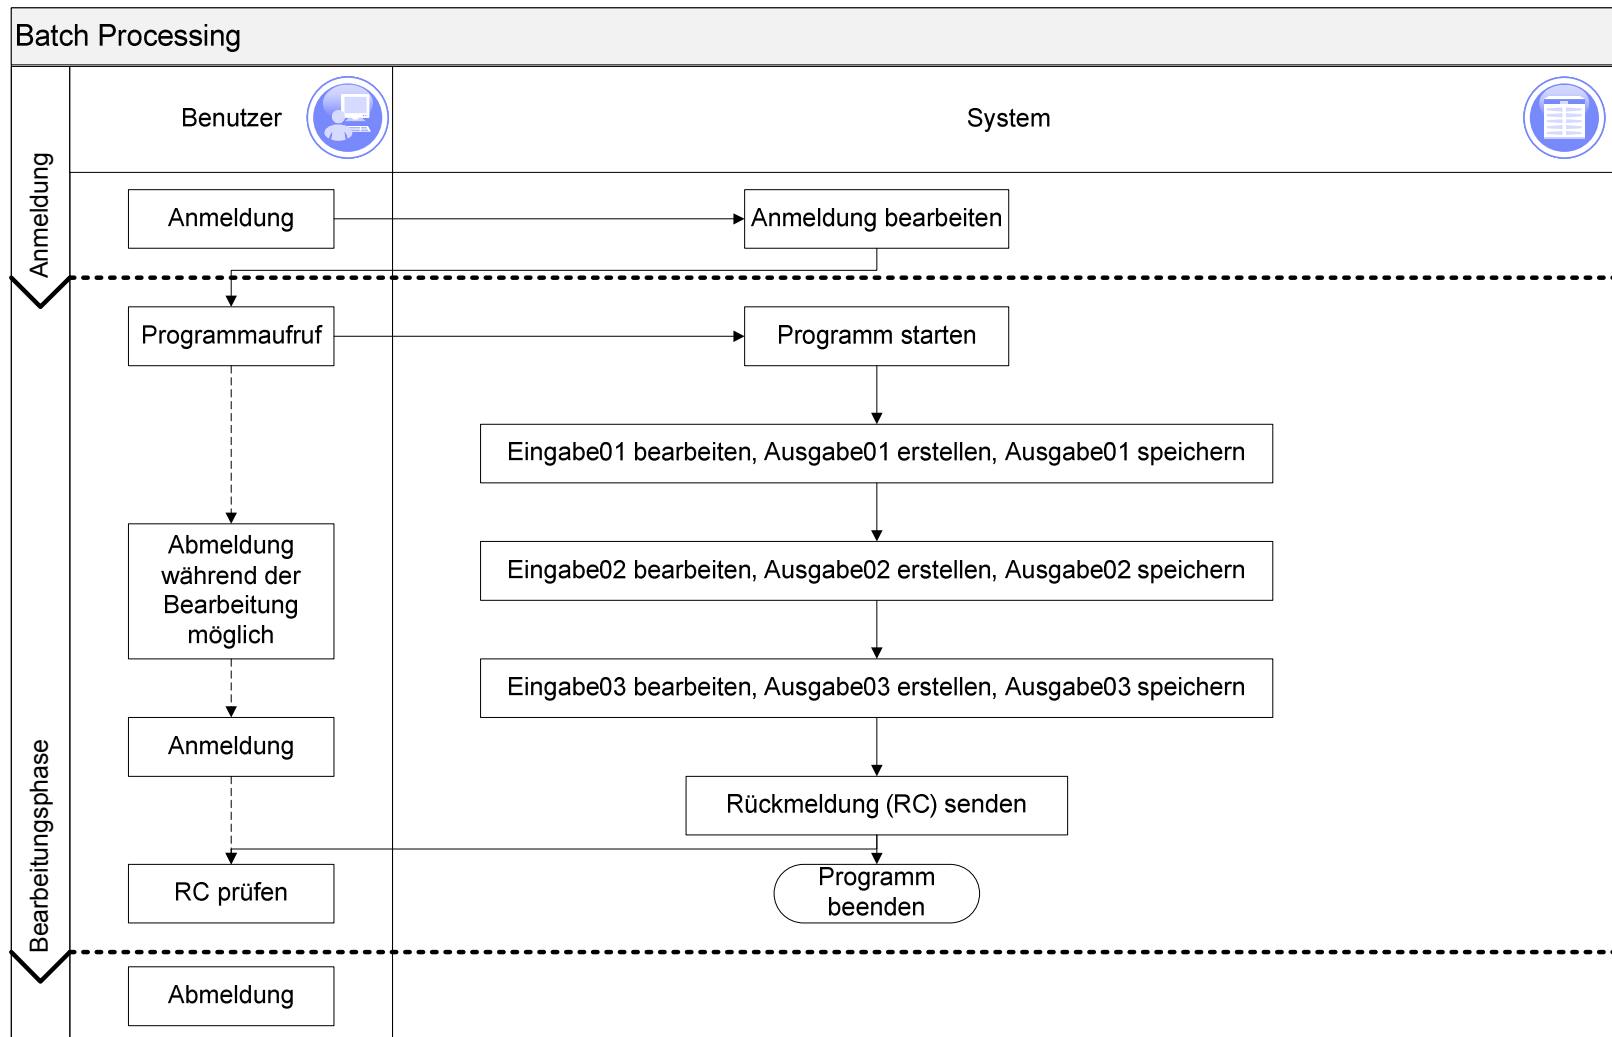 Batch Processing
Benutzer
System
Anmeldung
Anmeldung
Anmeldung bearbeiten
Programmaufruf
Programm starten
Eingabe01 bearbeiten, Ausgabe01 erstellen, Ausgabe01 speichern
Abmeldung
während der
Bearbeitung
möglich
Eingabe02 bearbeiten, Ausgabe02 erstellen, Ausgabe02 speichern
Eingabe03 bearbeiten, Ausgabe03 erstellen, Ausgabe03 speichern
Anmeldung
Bearbeitungsphase
Rückmeldung (RC) senden
RC prüfen
Programm
beenden
Abmeldung